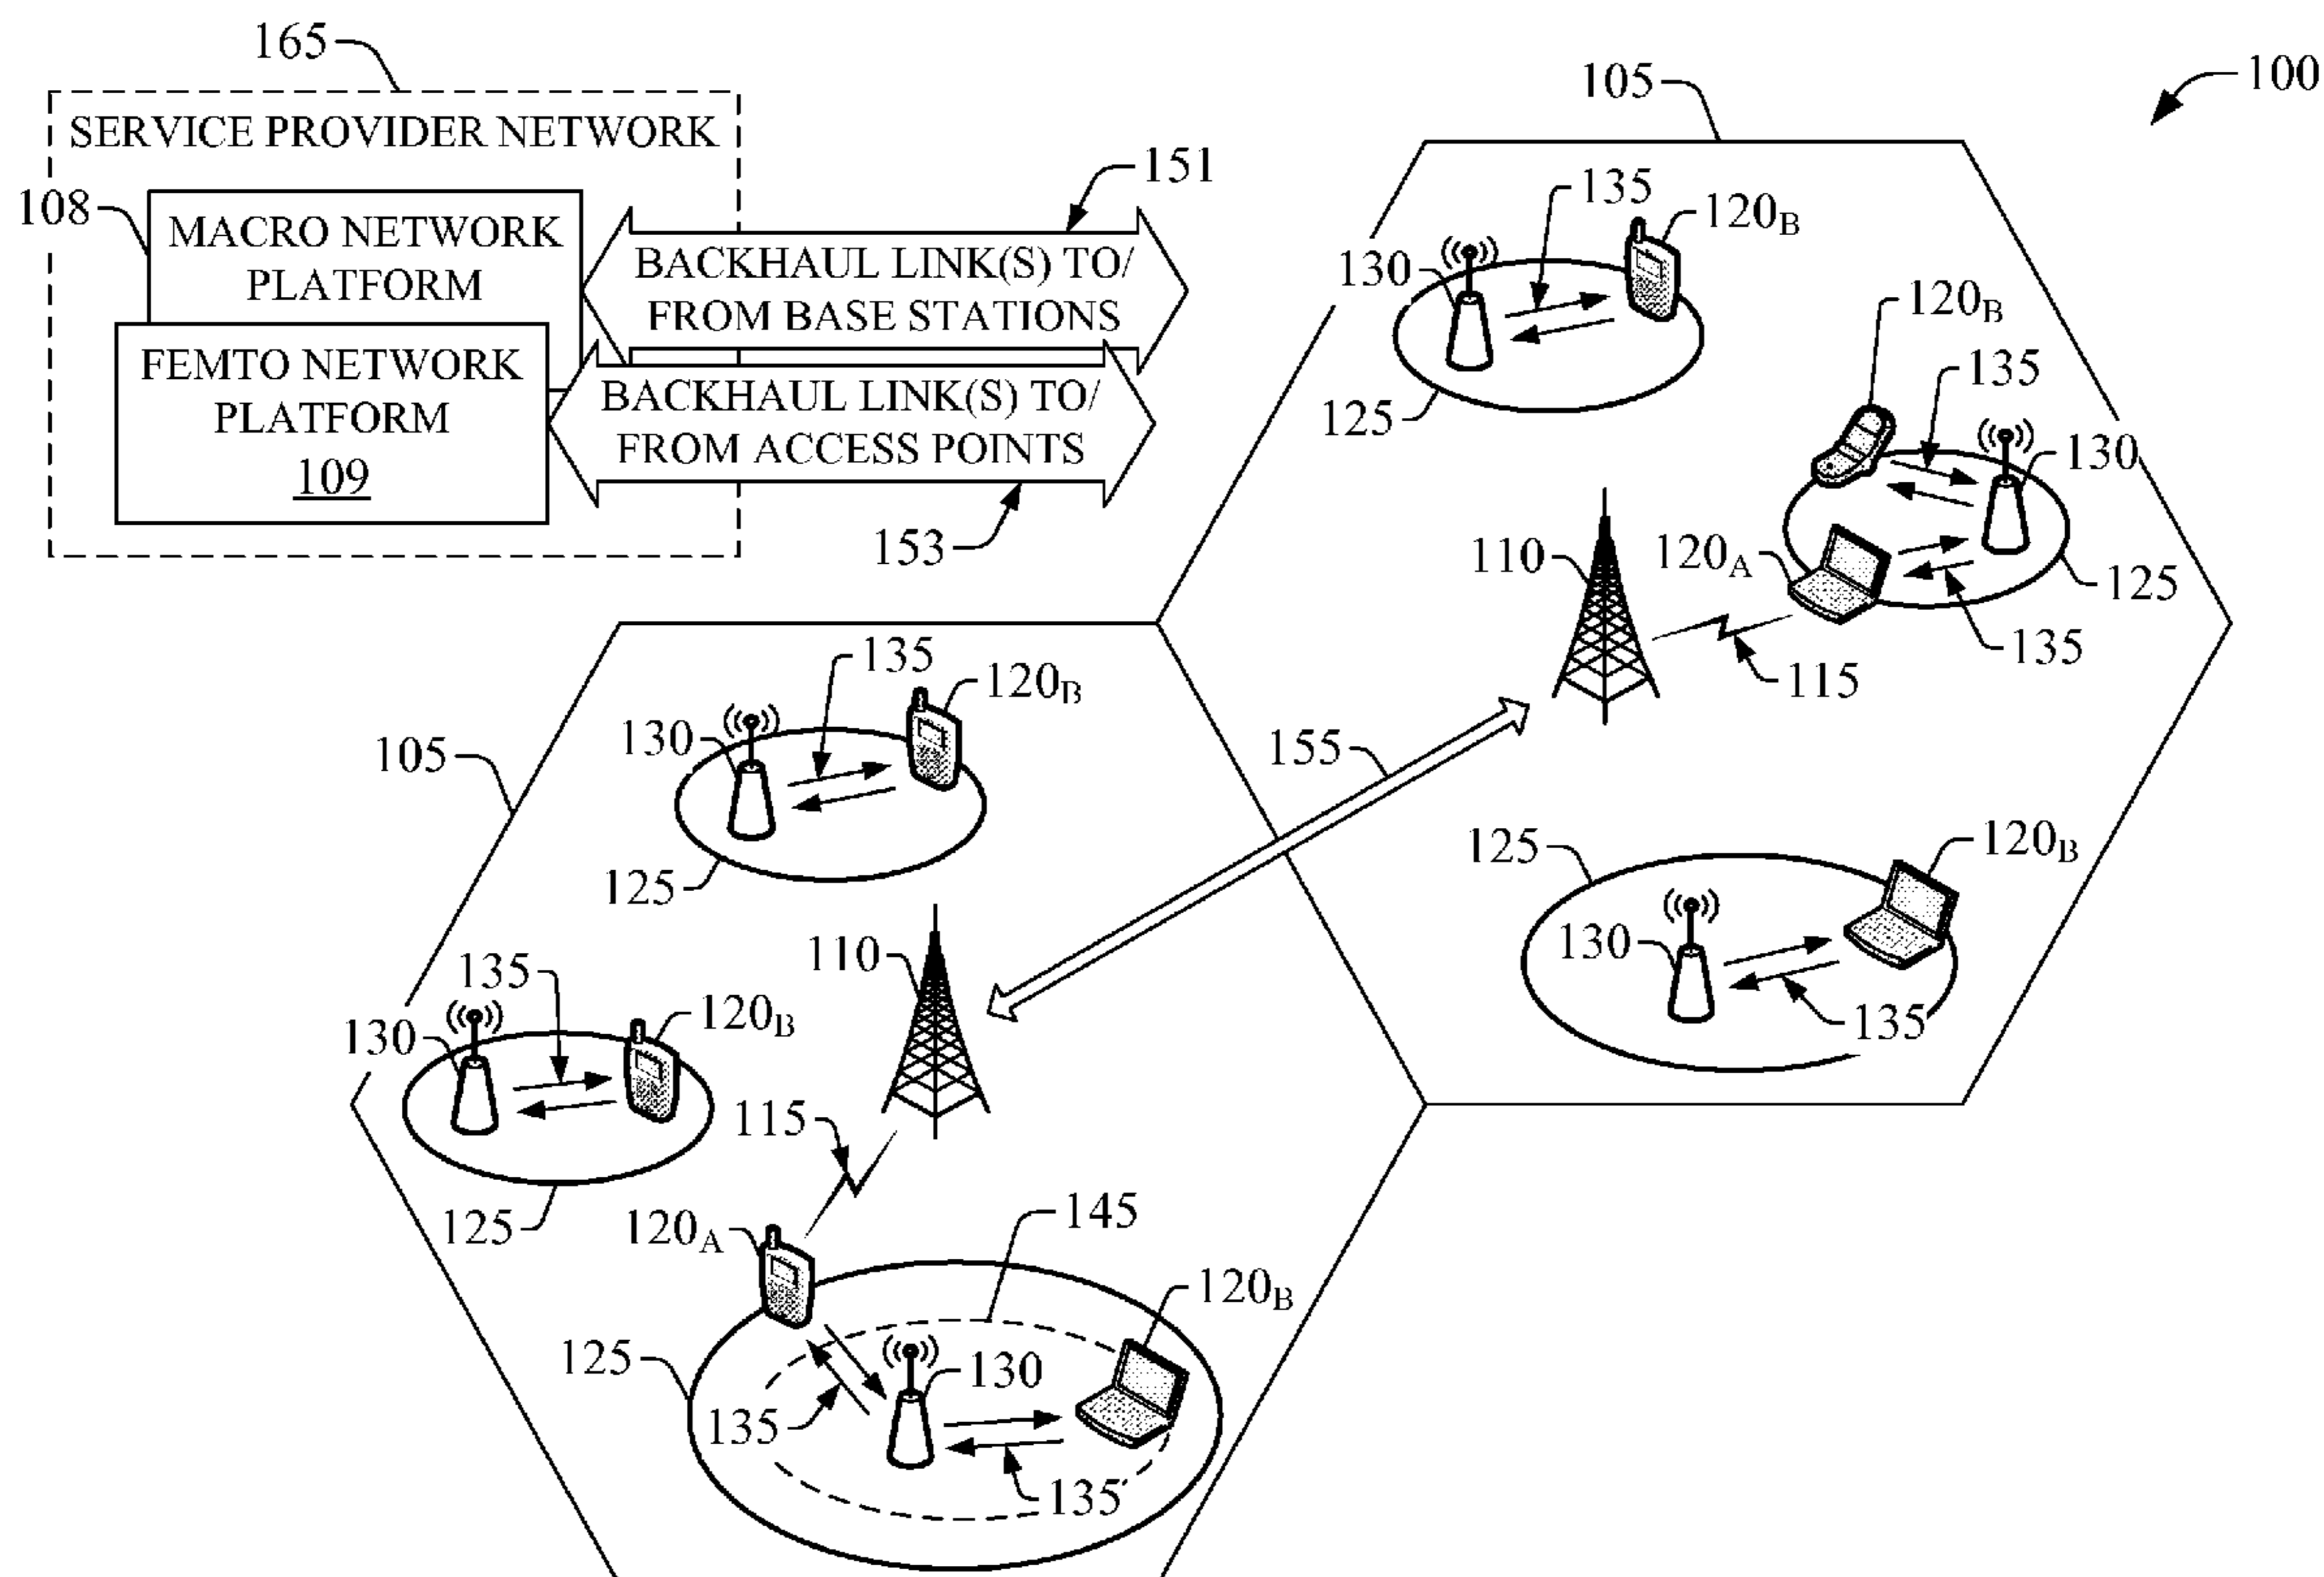 165
100
105
SERVICE PROVIDER NETWORK
151
108
MACRO NETWORK
PLATFORM
BACKHAUL LINK(S) TO/
FROM BASE STATIONS
FEMTO NETWORK
PLATFORM
109
BACKHAUL LINK(S) TO/
FROM ACCESS POINTS
153
135
120B
130
125
120B
135
130
110
120A
125
135
115
135
120B
130
105
155
125
125
120B
130
135
110
135
120B
130
115
125
120A
145
120B
125
130
135
135